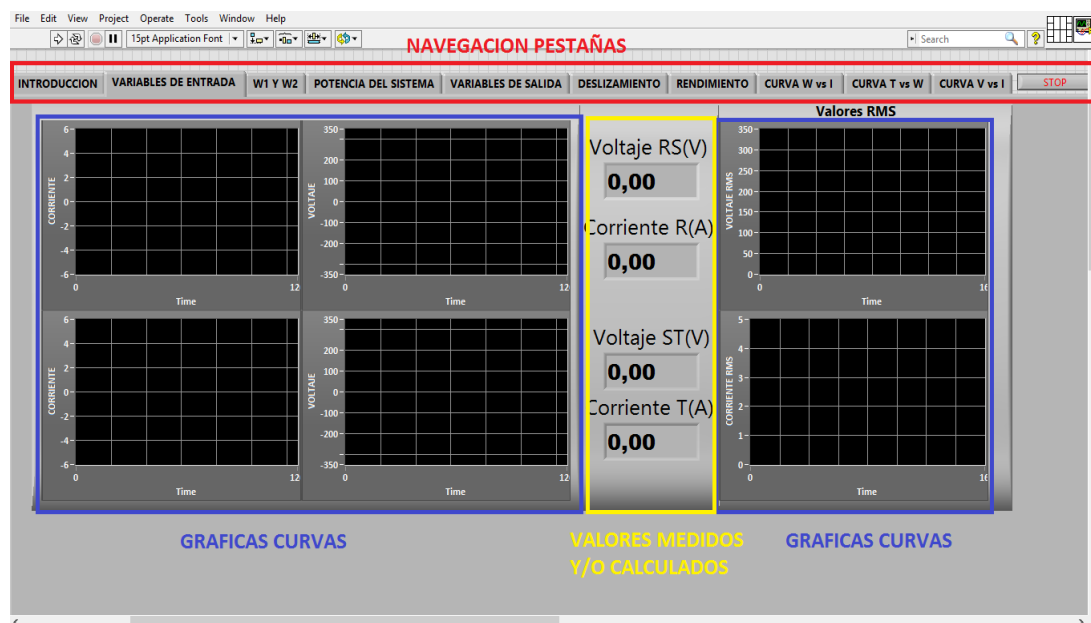 File Edit View Project Operate Tools Window Help
15pt Application Font
Search
NAVEGACION PESTAÑAS
INTRODUCCION VARIABLES DE ENTRADA W1 Y W2 POTENCIA DEL SISTEMA VARIABLES DE SALIDA DESLIZAMIENTO RENDIMIENTO CURVA W vs I CURVA T vs W CURVA V vs I STOP
Valores RMS
CORRIENTE
6
4
2
0
-2
-4
-6
0 12
Time
VOLTAJE
350
200
100
0
-100
-200
-350
0 12
Time
Voltaje RS(V)
0,00
Corriente R(A)
0,00
VOLTAJE RMS
350
300
250
200
150
100
50
0
0 16
Time
CORRIENTE
6
4
2
0
-2
-4
-6
0 12
Time
VOLTAJE
350
200
100
0
-100
-200
-350
0 12
Time
Voltaje ST(V)
0,00
Corriente T(A)
0,00
CORRIENTE RMS
5
4
3
2
1
0
0 16
Time
GRAFICAS CURVAS
VALORES MEDIDOS
Y/O CALCULADOS
GRAFICAS CURVAS